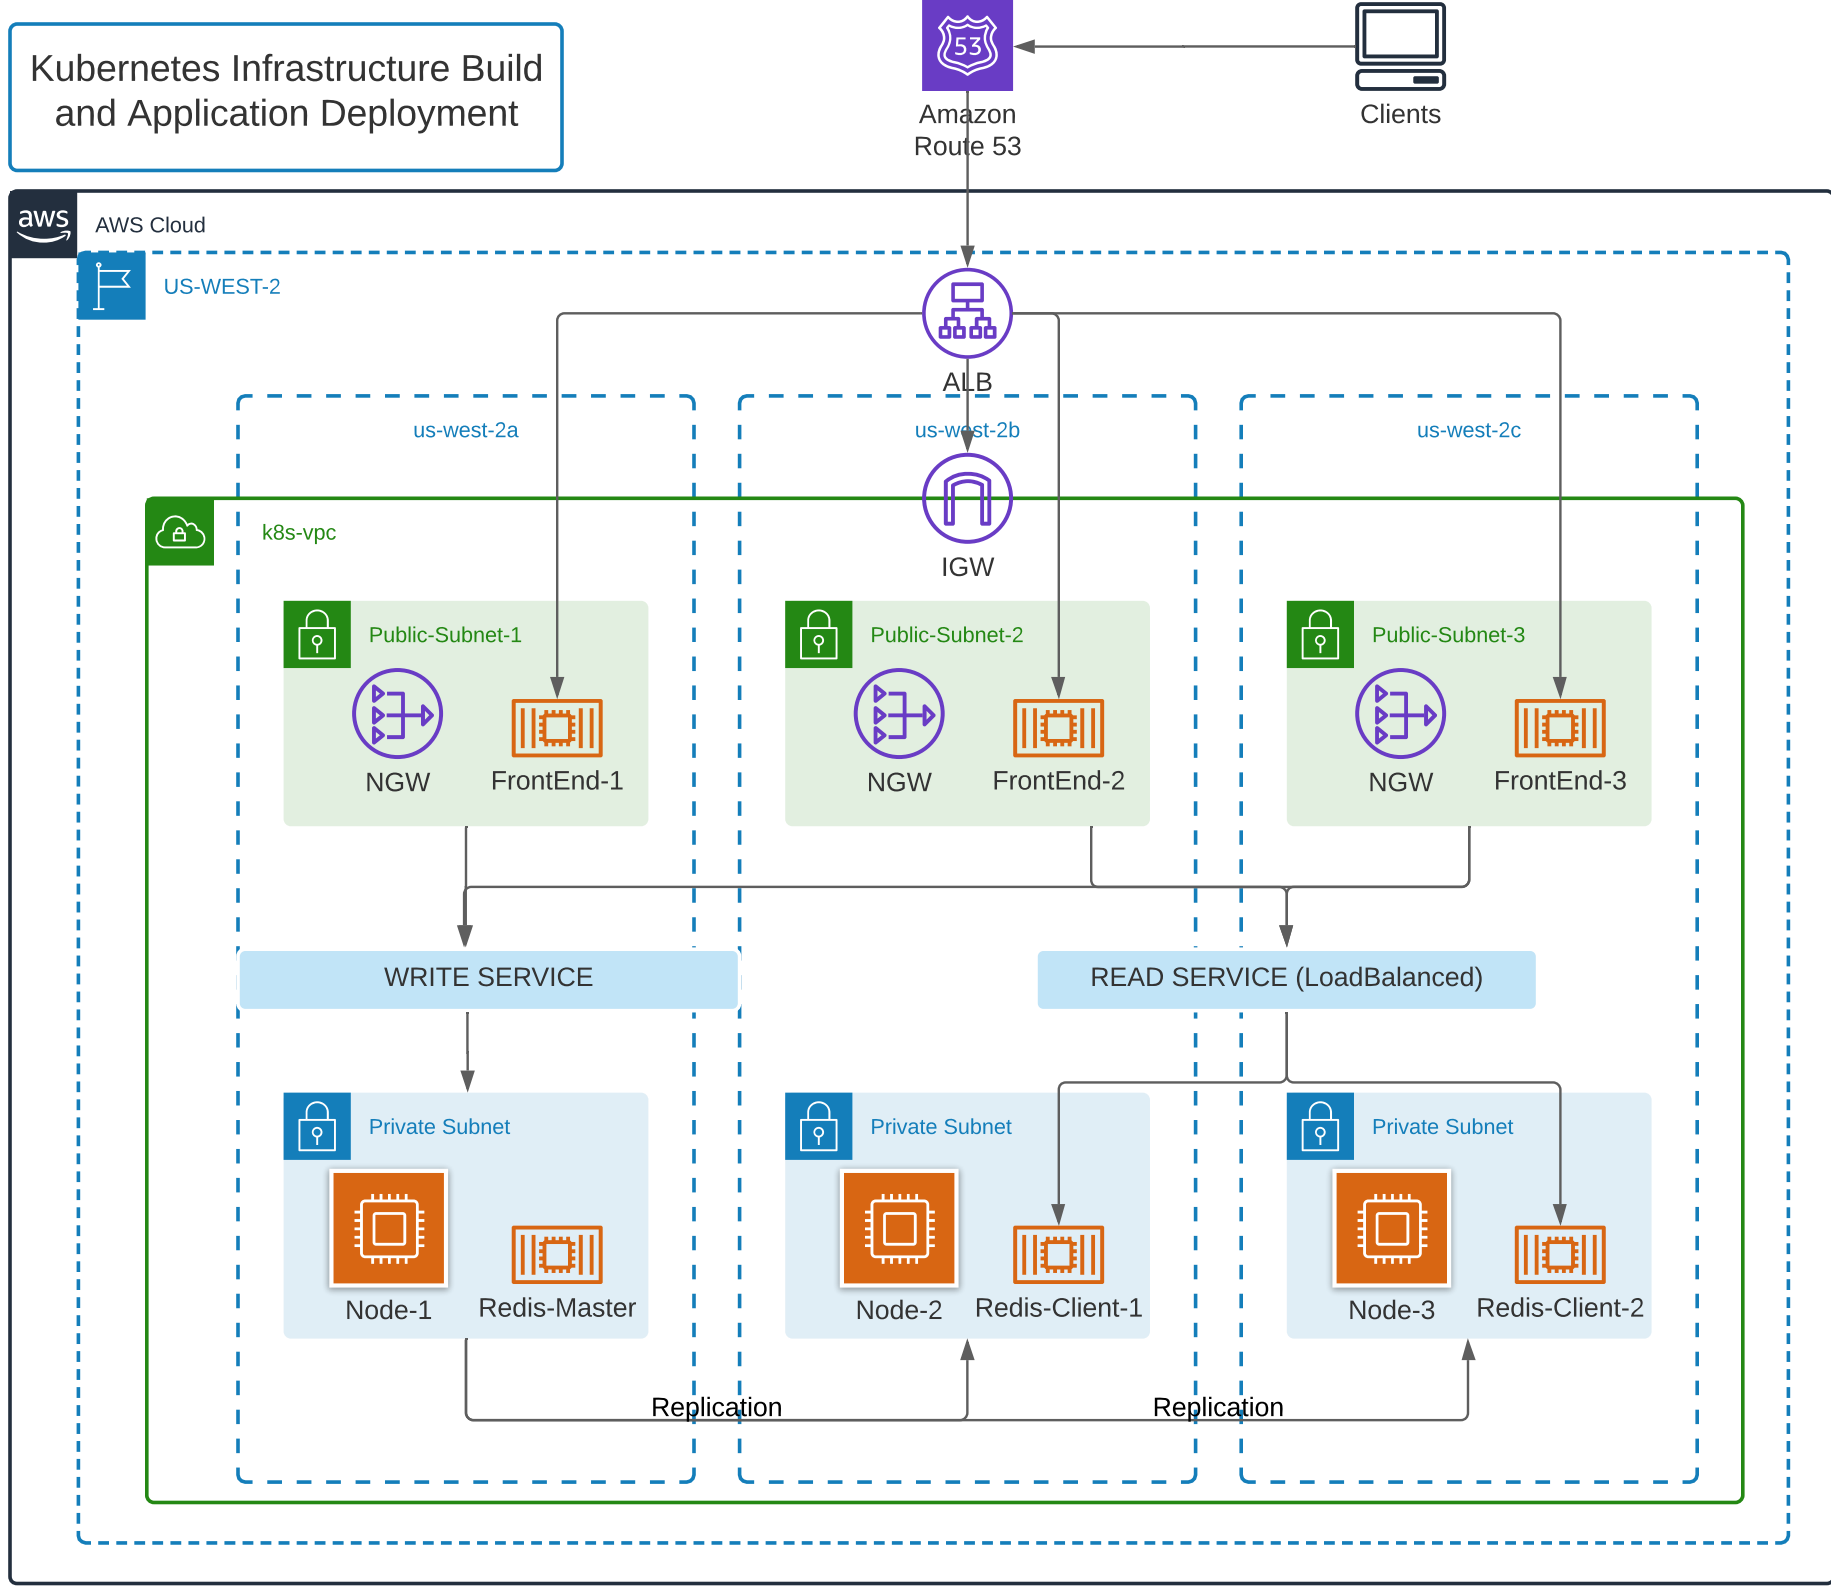 Kubernetes Infrastructure Build
and Application Deployment
53
Amazon
Route 53
Clients
aws
AWS Cloud
US-WEST-2
ALB
us-west-2a
us-west-2b
us-west-2c
k8s-vpc
IGW
Public-Subnet-1
Public-Subnet-2
Public-Subnet-3
NGW
FrontEnd-1
NGW
FrontEnd-2
NGW
FrontEnd-3
WRITE SERVICE
READ SERVICE (LoadBalanced)
Private Subnet
Private Subnet
Private Subnet
Node-1
Redis-Master
Node-2
Redis-Client-1
Node-3
Redis-Client-2
Replication
Replication